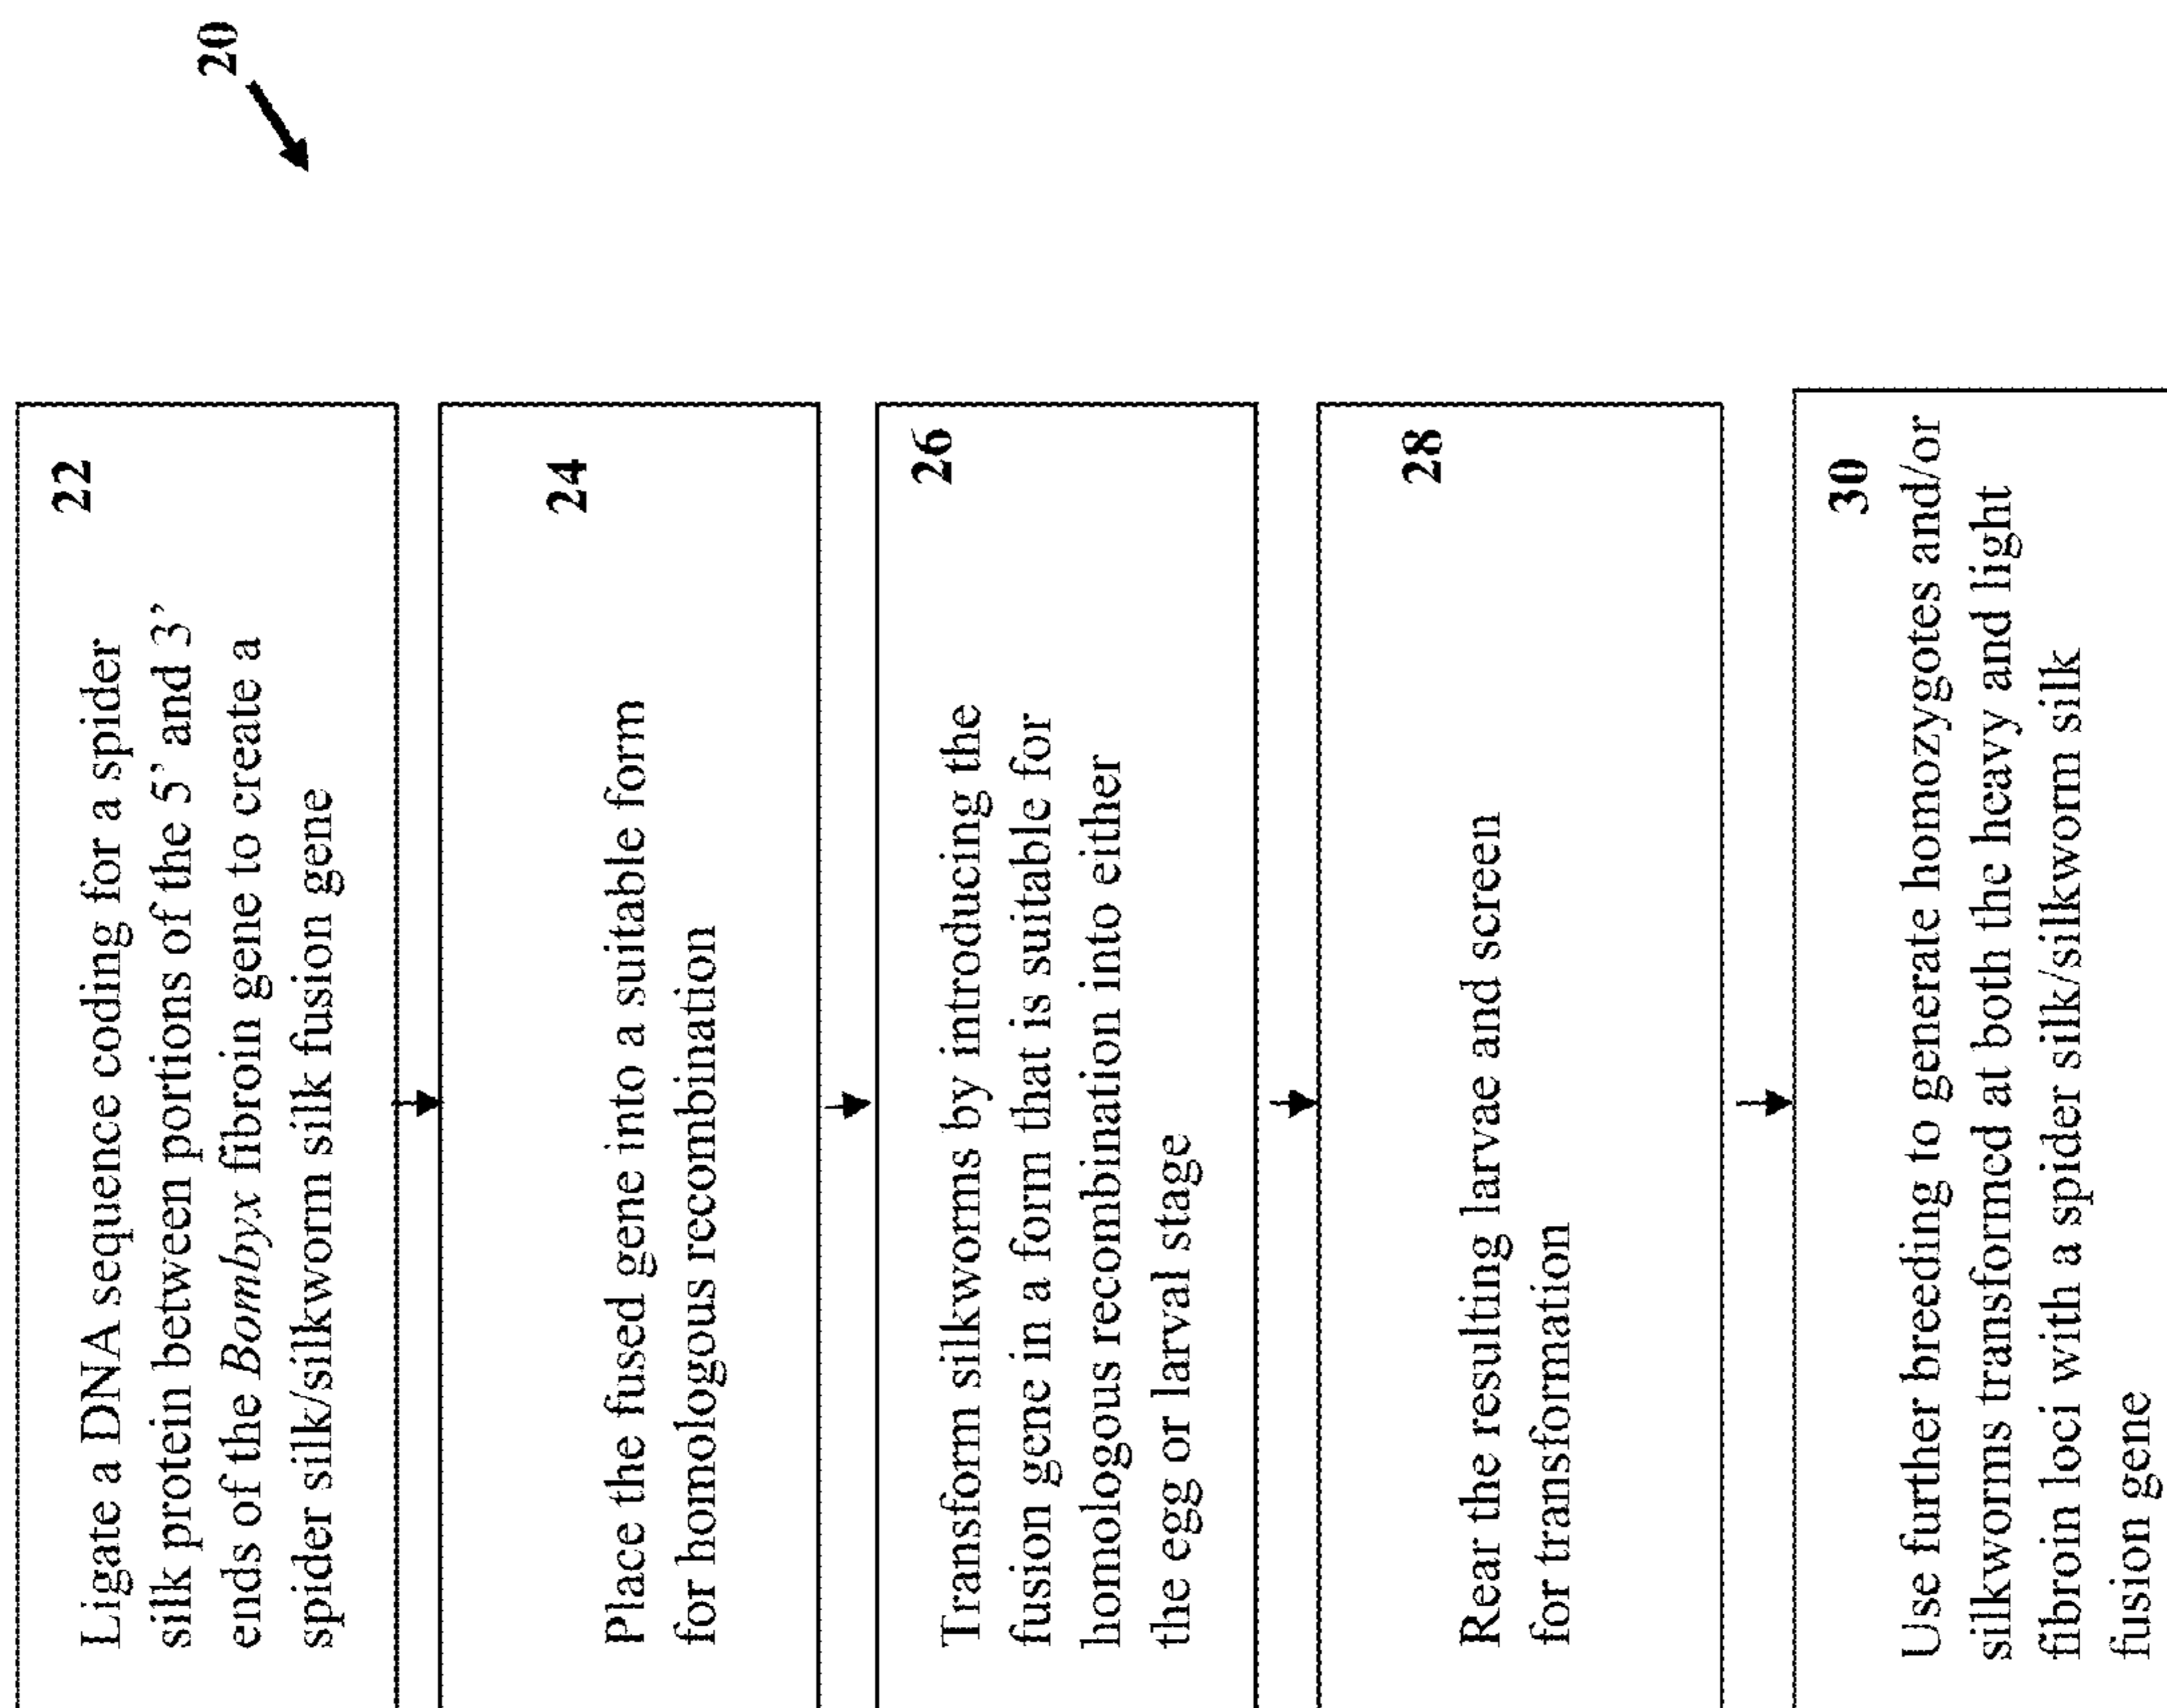 20
22
Ligate a DNA sequence coding for a spider
silk protein between portions of the 5' and 3'
ends of the Bombyx fibroin gene to create a
spider silk/silkworm silk fusion gene
24
Place the fused gene into a suitable form
for homologous recombination
26
Transform silkworms by introducing the
fusion gene in a form that is suitable for
homologous recombination into either
the egg or larval stage
28
Rear the resulting larvae and screen
for transformation
30
Use further breeding to generate homozygotes and/or
silkworms transformed at both the heavy and light
fibroin loci with a spider silk/silkworm silk
fusion gene